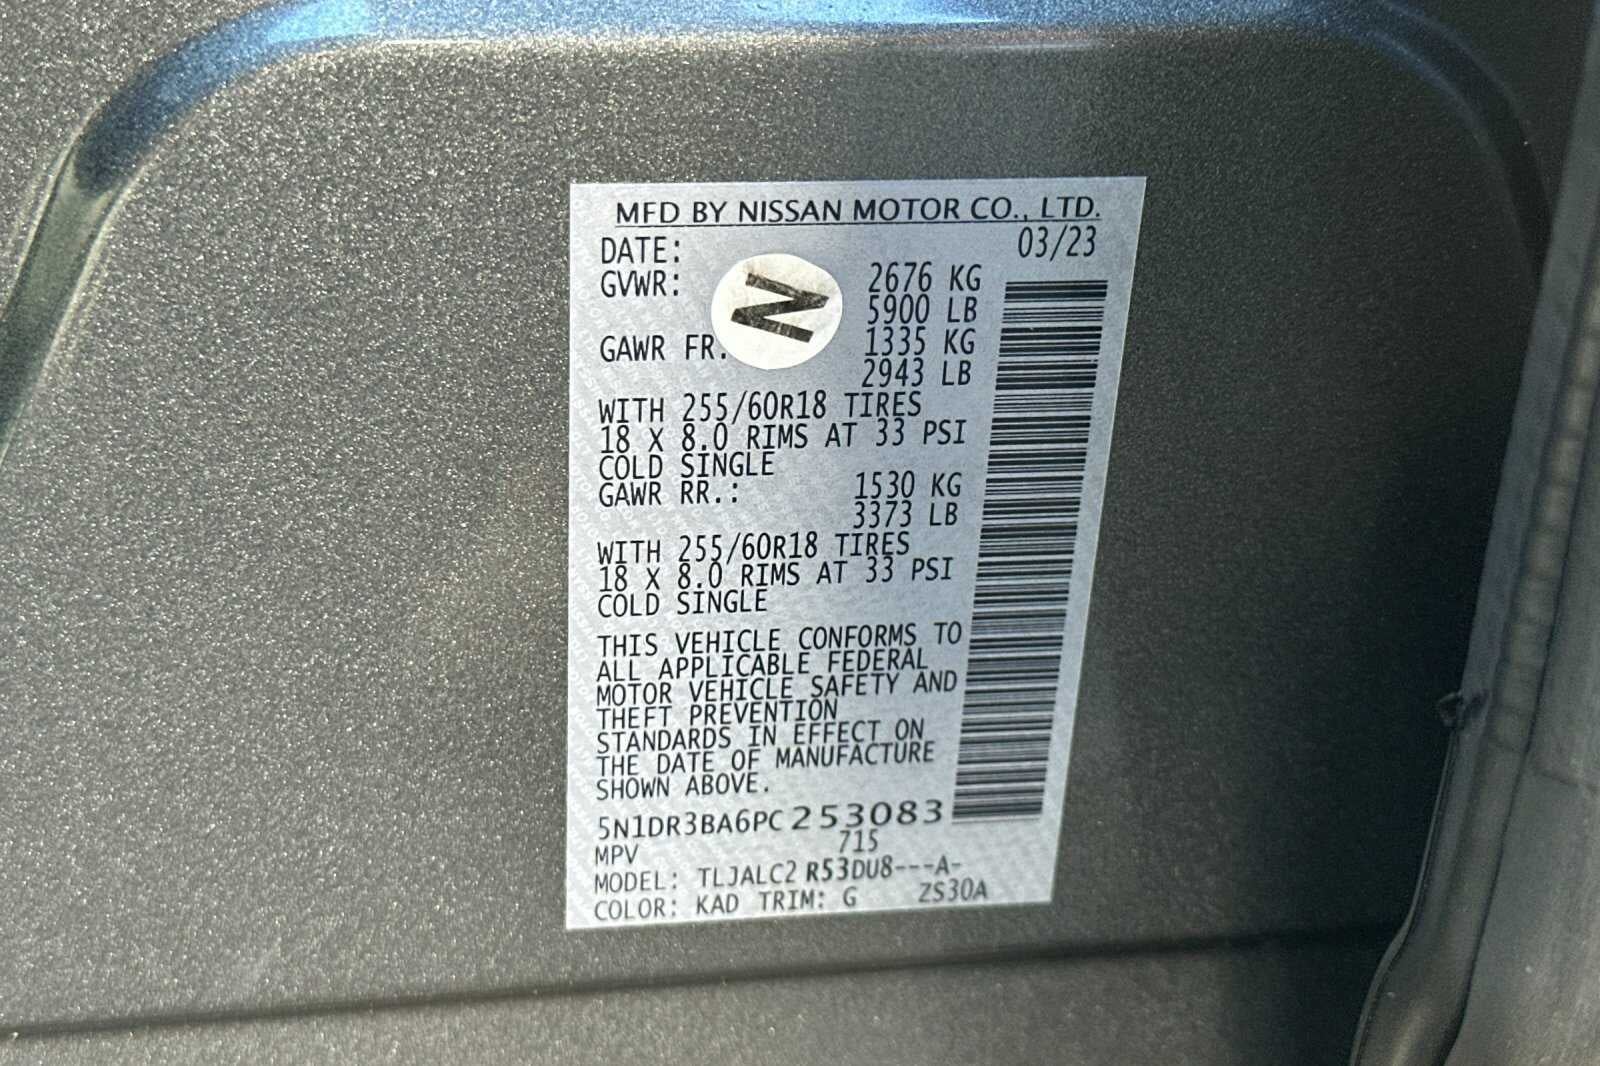 MFD BY NISSAN MOTOR CO., LTD.
DATE: 03/23
GVWR: 2676 KG
5900 LB
N
GAWR FR. 1335 KG
2943 LB
WITH 255/60R18 TIRES
18 X 8.0 RIMS AT 33 PSI
COLD SINGLE
GAWR RR.: 1530 KG
3373 LB
WITH 255/60R18 TIRES
18 X 8.0 RIMS AT 33 PSI
COLD SINGLE
THIS VEHICLE CONFORMS TO
ALL APPLICABLE FEDERAL
MOTOR VEHICLE SAFETY AND
THEFT PREVENTION
STANDARDS IN EFFECT ON
THE DATE OF MANUFACTURE
SHOWN ABOVE.
5N1DR3BA6PC253083
MPV 715
MODEL: TLJALC2 R53DU8---A-
COLOR: KAD TRIM: G ZS30A